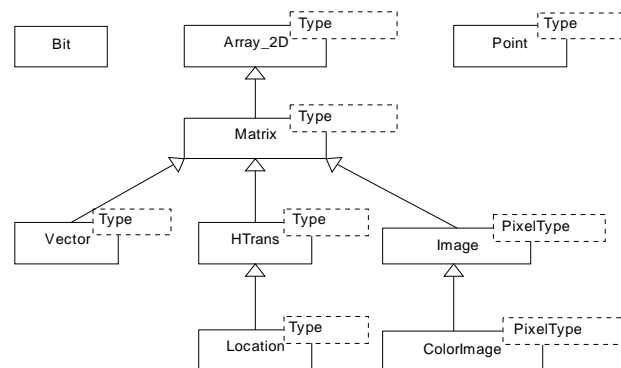 Type
Type
Bit
Array_2D
Point
Type
Matrix
Type
Type
PixelType
Vector
HTrans
Image
Type
PixelType
Location
ColorImage